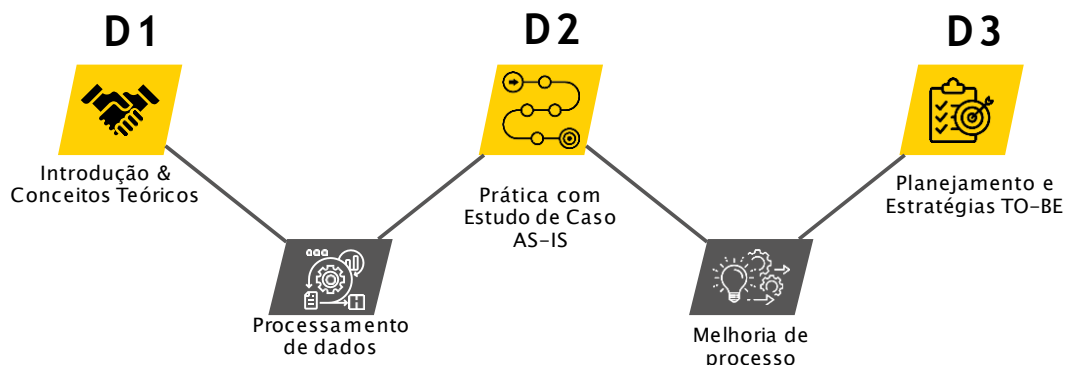 D1
D2
D3
Introdução &
Conceitos Teóricos
Processamento
de dados
Prática com
Estudo de Caso
AS-IS
Melhoria de
processo
Planejamento e
Estratégias TO-BE